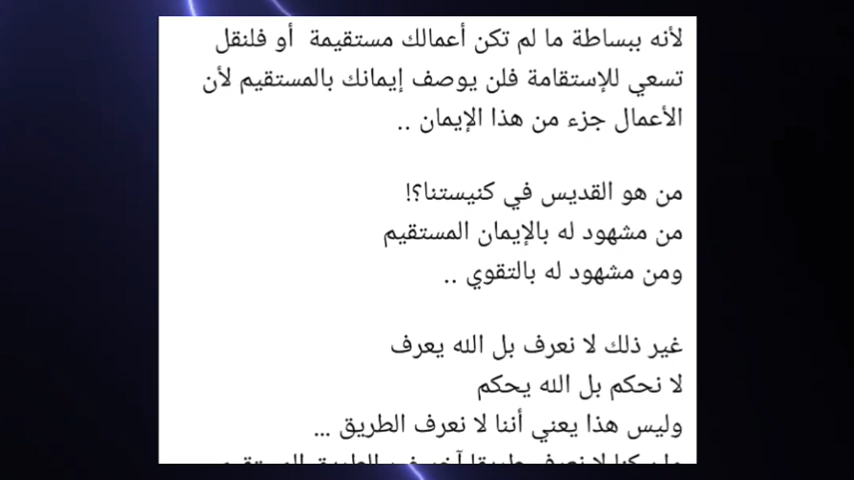 لأنه ببساطة ما لم تكن أعمالك مستقيمة أو فلنقل
تسعي للإستقامة فلن يوصف إيمانك بالمستقيم لأن
الأعمال جزء من هذا الإيمان ..
من هو القديس في كنيستنا؟!
من مشهود له بالإيمان المستقيم
ومن مشهود له بالتقوي ..
غير ذلك لا نعرف بل الله يعرف
لا نحكم بل الله يحكم
وليس هذا يعني أننا لا نعرف الطريق ...